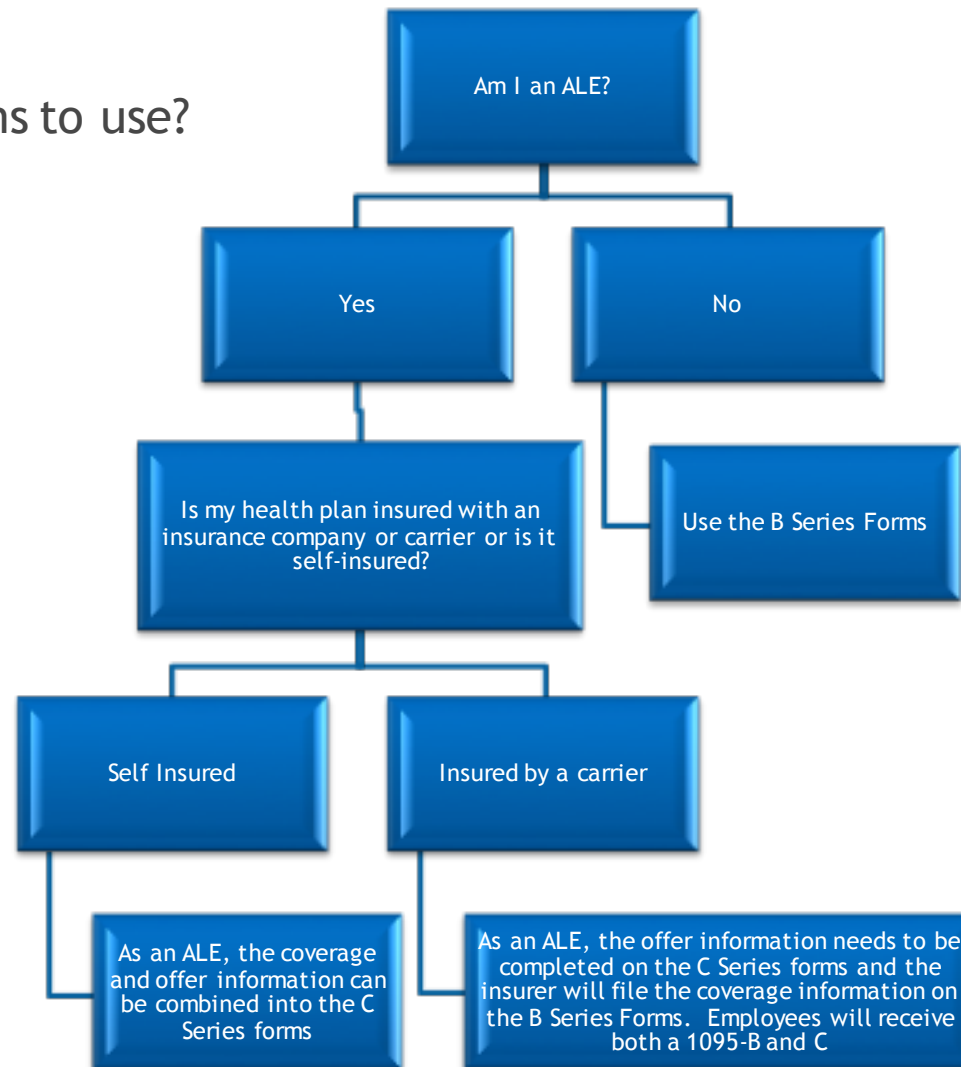 Am I an ALE?
ns to use?
Yes
No
Is my health plan insured with an
insurance company or carrier or is it
self-insured?
Use the B Series Forms
Self Insured
Insured by a carrier
As an ALE, the coverage
and offer information can
be combined into the C
Series forms
As an ALE, the offer information needs to be
completed on the C Series forms and the
insurer will file the coverage information on
the B Series Forms. Employees will receive
both a 1095-B and C